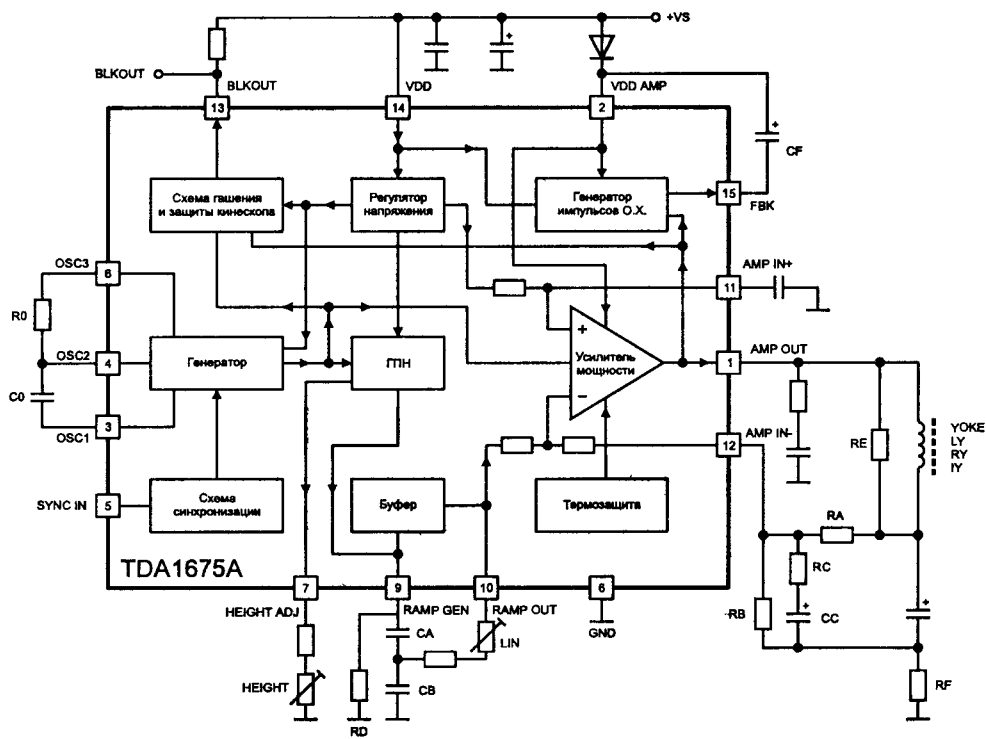 +VS
BLKOUT
BLKOUT
VDD
VDD AMP
13
14
2
CF
+
+
Схема гашения
и защиты кинескопа
Регулятор
напряжения
Генератор
импульсов О.Х.
15
FBK
OSC3
6
AMP IN+
11
R0
+
OSC2
4
Генератор
ГПН
Усилитель
мощности
1
AMP OUT
C0
3
OSC1
−
AMP IN-
12
RE
YOKE
LY
RY
IY
SYNC IN
5
Схема
синхронизации
Буфер
Термозащита
RA
TDA1675A
RC
7
9
10
6
HEIGHT ADJ
RAMP GEN
RAMP OUT
GND
RB
+
CC
+
CA
LIN
HEIGHT
CB
RF
RD